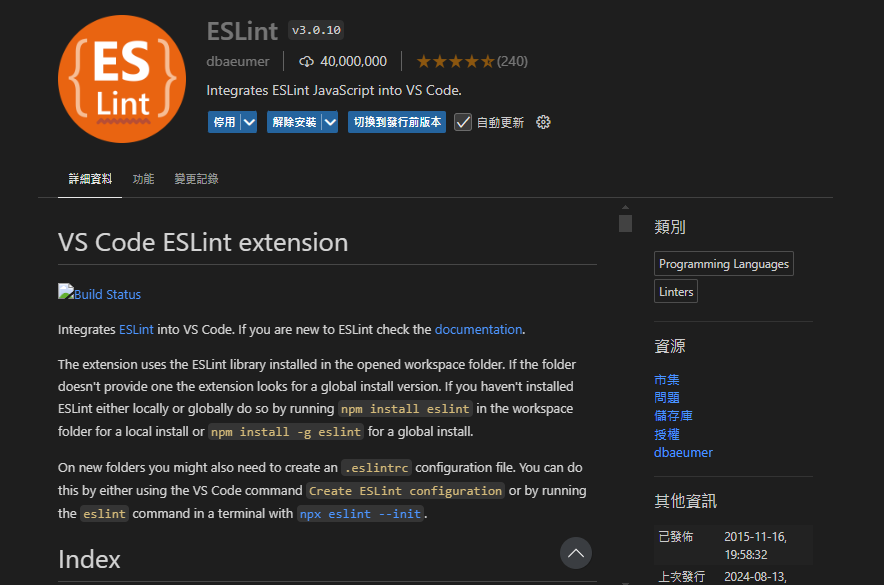 ES
Lint
ESLint v3.0.10
dbaeumer 40,000,000 (240)
Integrates ESLint JavaScript into VS Code.
停用 解除安裝 切換到發行前版本 自動更新
詳細資料 功能 變更記錄
VS Code ESLint extension
Build Status
Integrates ESLint into VS Code. If you are new to ESLint check the documentation.
The extension uses the ESLint library installed in the opened workspace folder. If the folder
doesn't provide one the extension looks for a global install version. If you haven't installed
ESLint either locally or globally do so by running npm install eslint in the workspace
folder for a local install or npm install -g eslint for a global install.
On new folders you might also need to create an .eslintrc configuration file. You can do
this by either using the VS Code command Create ESLint configuration or by running
the eslint command in a terminal with npx eslint --init.
Index
類別
Programming Languages
Linters
資源
市集
問題
儲存庫
授權
dbaeumer
其他資訊
已發佈 2015-11-16,
19:58:32
上次發行 2024-08-13,